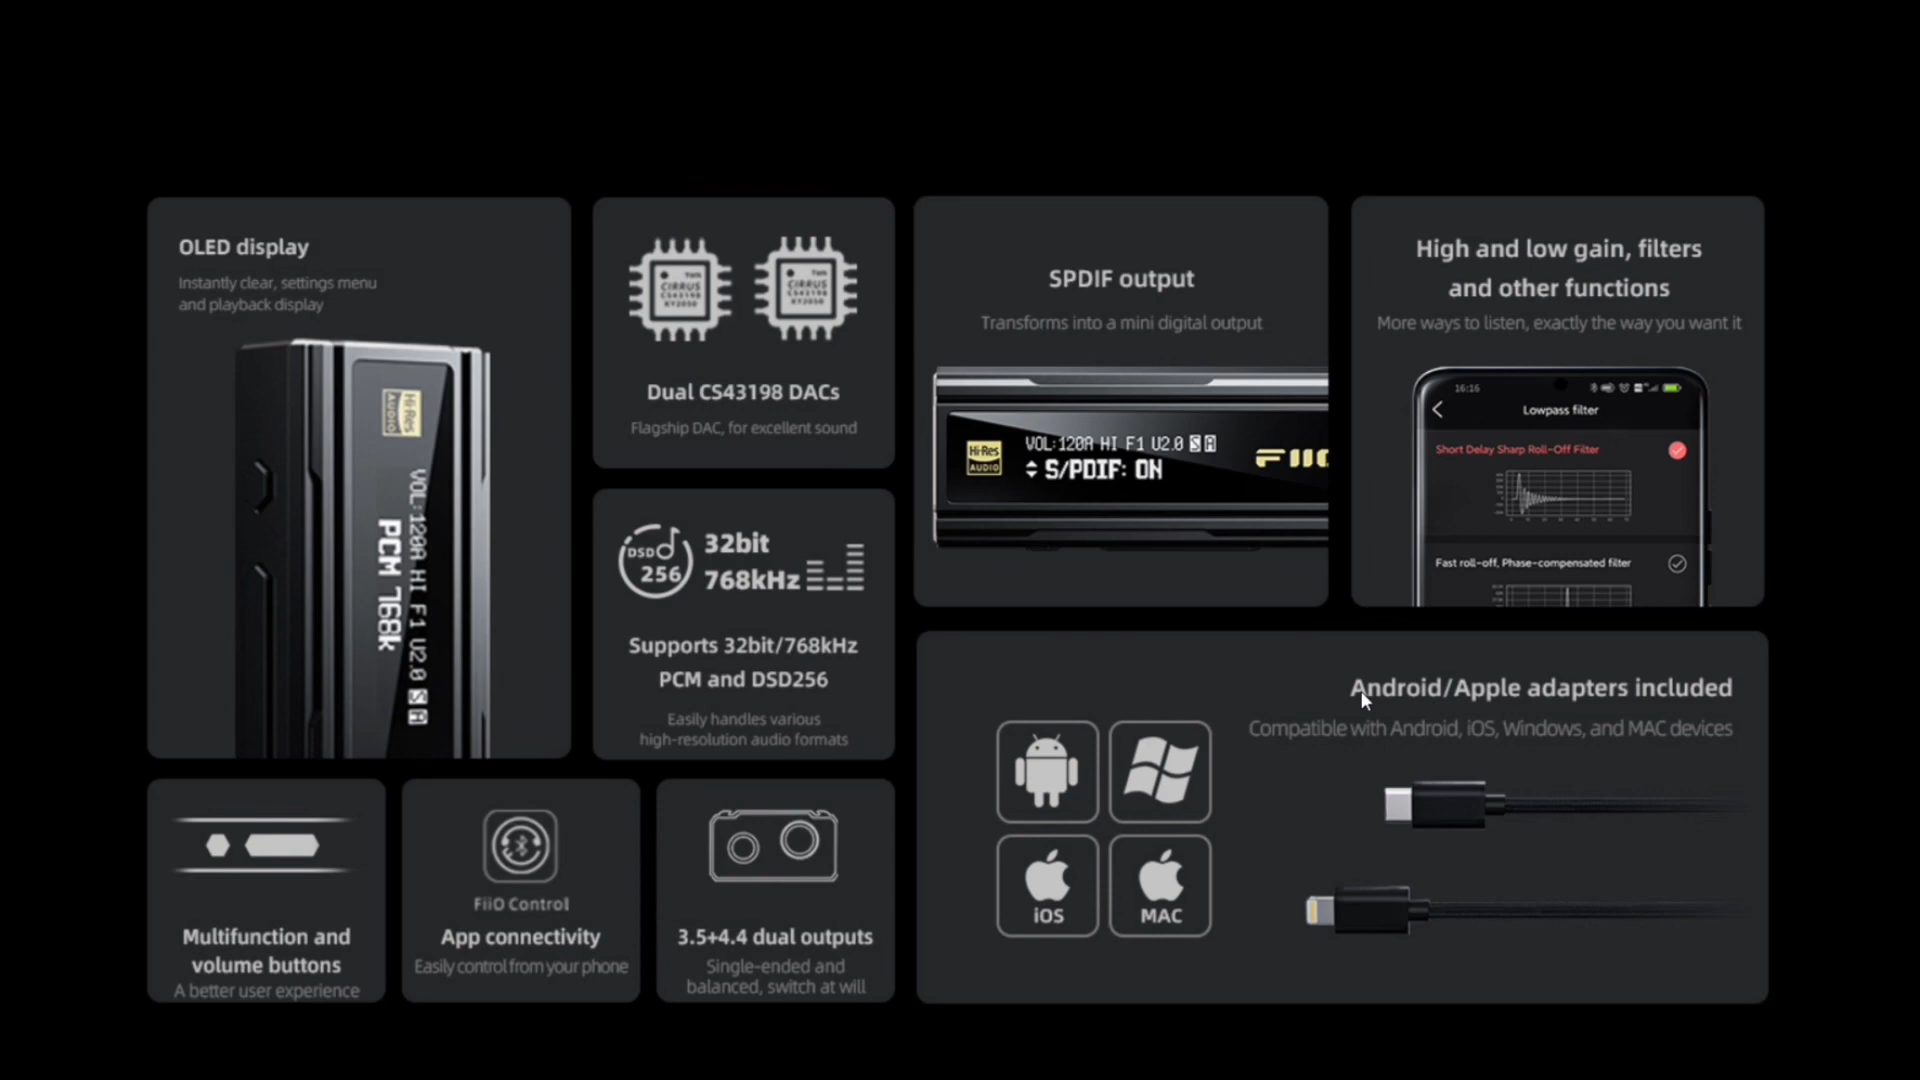 OLED display
Instantly clear, settings menu
and playback display
Hi-Res
AUDIO
VOL:120A HI F1 U2.0 S A
PCM 768k
CIRRUS
CS43198
CIRRUS
CS43198
Dual CS43198 DACs
Flagship DAC, for excellent sound
DSD
256
32bit
768kHz
Supports 32bit/768kHz
PCM and DSD256
Easily handles various
high-resolution audio formats
SPDIF output
Transforms into a mini digital output
Hi-Res
AUDIO
VOL:120A HI F1 U2.0 S A
S/PDIF: ON
FIIO
High and low gain, filters
and other functions
More ways to listen, exactly the way you want it
16:16
Lowpass filter
Short Delay Sharp Roll-Off Filter
Fast roll-off, Phase-compensated filter
Multifunction and
volume buttons
A better user experience
FiiO Control
App connectivity
Easily control from your phone
3.5+4.4 dual outputs
Single-ended and
balanced, switch at will
Android/Apple adapters included
Compatible with Android, iOS, Windows, and MAC devices
iOS
MAC